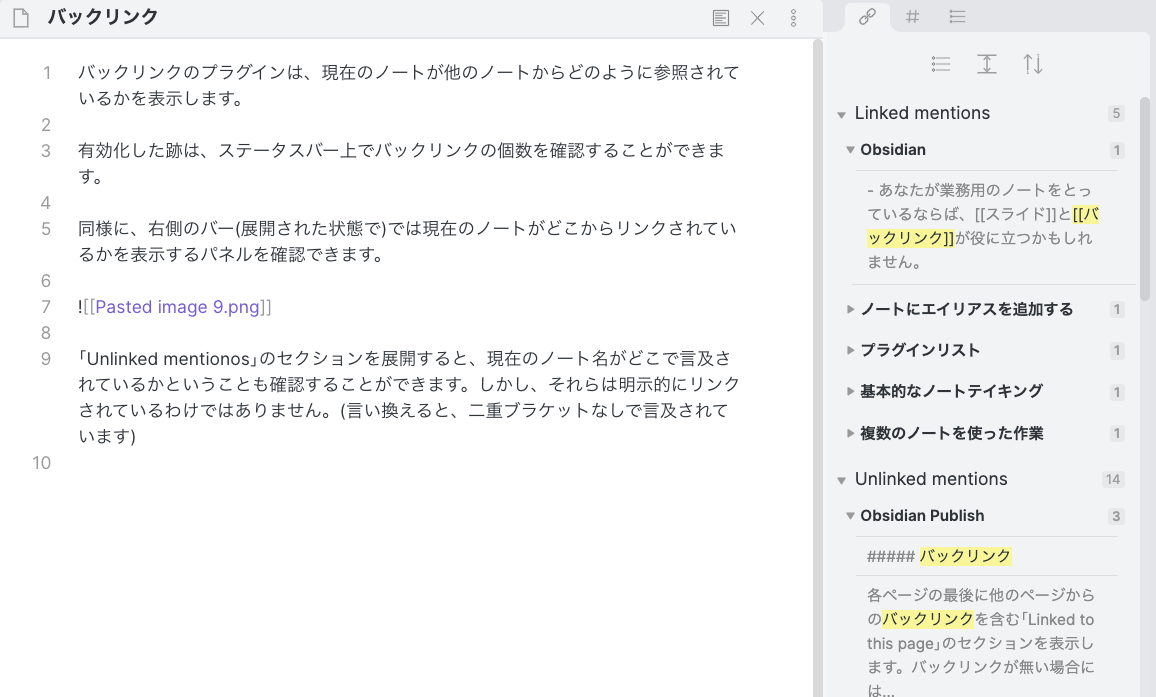 バックリンク
1 バックリンクのプラグインは、現在のノートが他のノートからどのように参照されて
いるかを表示します。
2
3 有効化した跡は、ステータスバー上でバックリンクの個数を確認することができま
す。
4
5 同様に、右側のバー(展開された状態で)では現在のノートがどこからリンクされてい
るかを表示するパネルを確認できます。
6
7 ![[Pasted image 9.png]]
8
9 「Unlinked mentionos」のセクションを展開すると、現在のノート名がどこで言及さ
れているかということも確認することができます。しかし、それらは明示的にリンク
されているわけではありません。(言い換えると、二重ブラケットなしで言及されて
います)
10
Linked mentions 5
Obsidian 1
- あなたが業務用のノートをとっ
ているならば、[[スライド]]と[[バ
ックリンク]]が役に立つかもしれ
ません。
ノートにエイリアスを追加する 1
プラグインリスト 1
基本的なノートテイキング 1
複数のノートを使った作業 1
Unlinked mentions 14
Obsidian Publish 3
##### バックリンク
各ページの最後に他のページから
のバックリンクを含む「Linked to
this page」のセクションを表示し
ます。バックリンクが無い場合に
は...